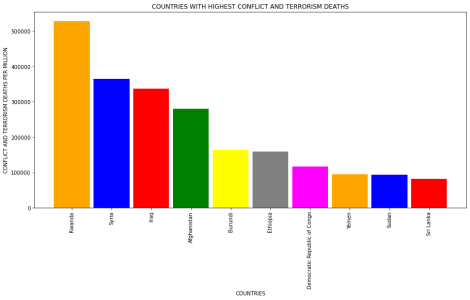 COUNTRIES WITH HIGHEST CONFLICT AND TERRORISM DEATHS
CONFLICT AND TERRORISM DEATHS PER MILLION
500000
400000
300000
200000
100000
0
Rwanda
Syria
Iraq
Afghanistan
Burundi
Ethiopia
Democratic Republic of Congo
Yemen
Sudan
Sri Lanka
COUNTRIES